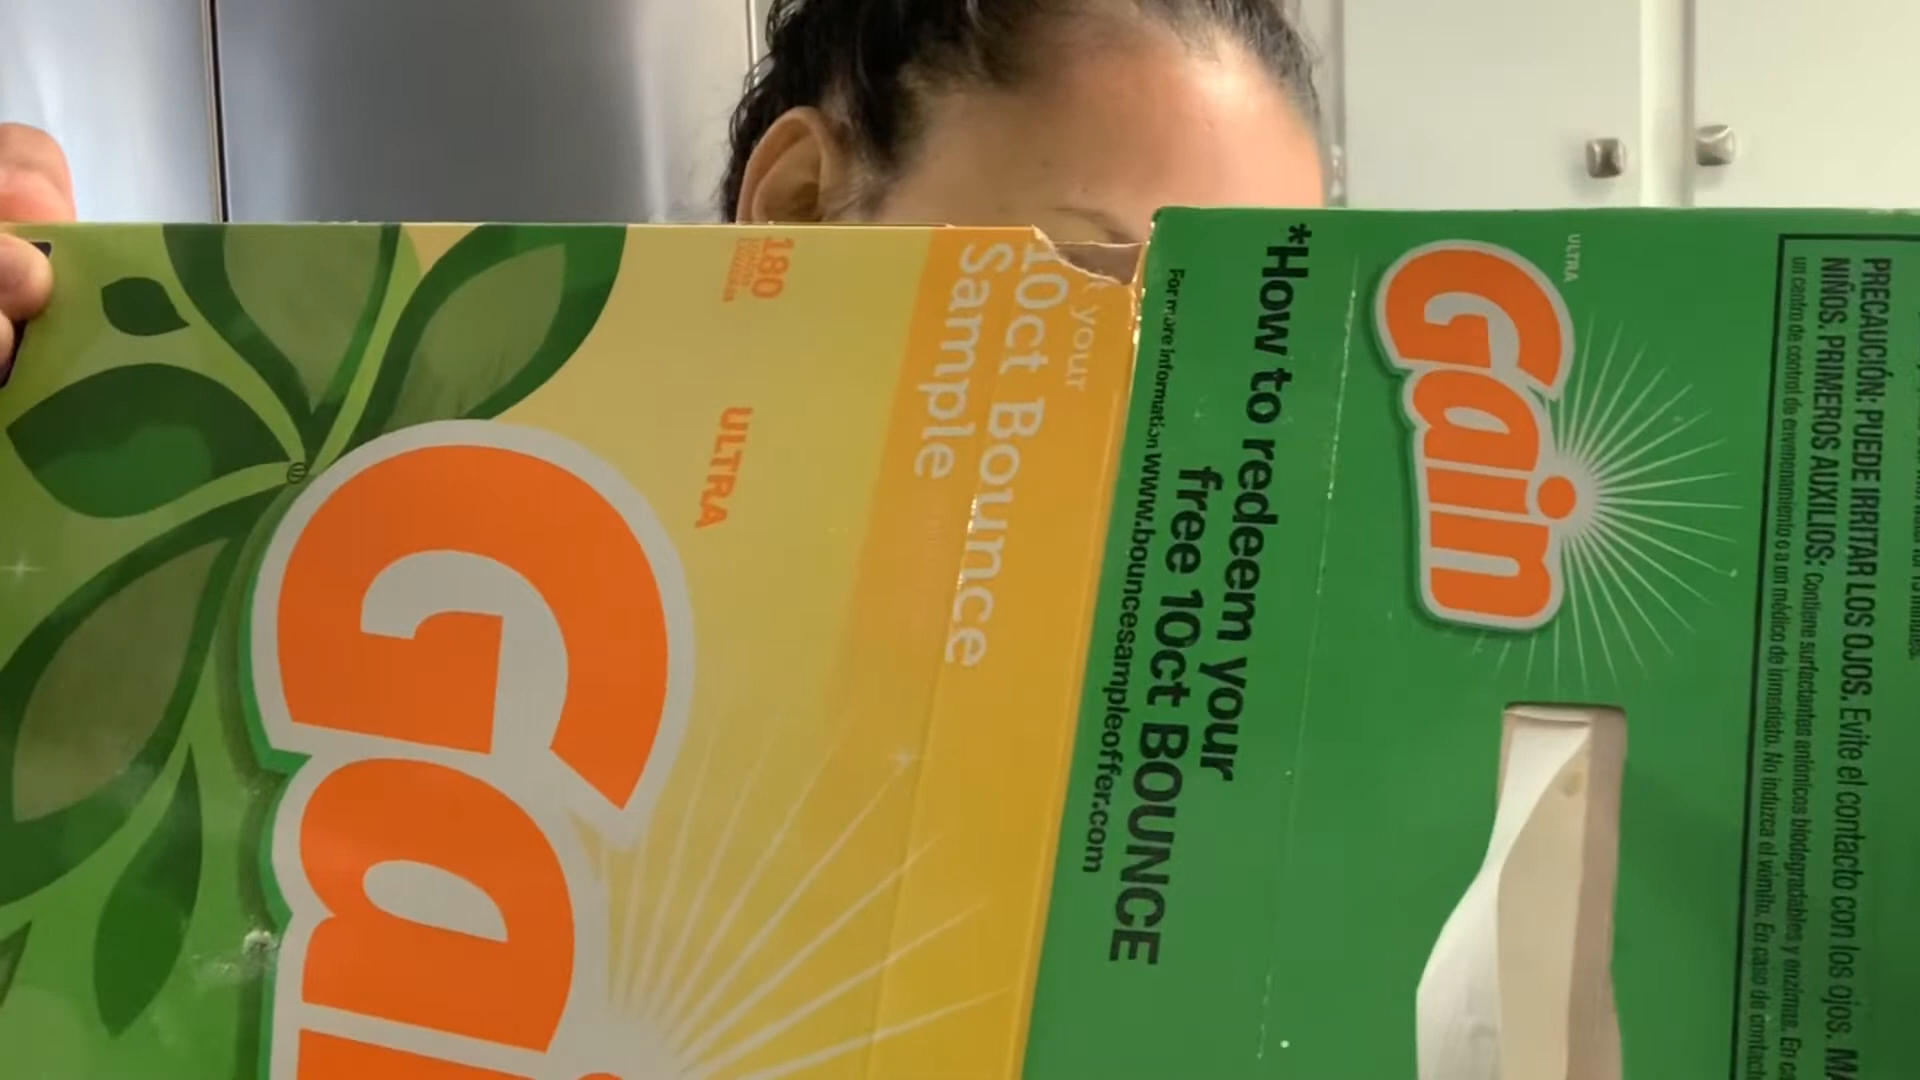 180
ULTRA
Gai
your
10ct Bounce
Sample
*How to redeem your
free 10ct BOUNCE
For more information www.bouncesampleoffer.com
ULTRA
Gain
PRECAUCIÓN: PUEDE IRRITAR LOS OJOS. Evite el contacto con los ojos.
NIÑOS. PRIMEROS AUXILIOS: Contiene surfactantes aniónicos biodegradables y enzimas. En
un centro de control de envenenamiento o a un médico de inmediato. No induzca el vómito. En caso de contacto